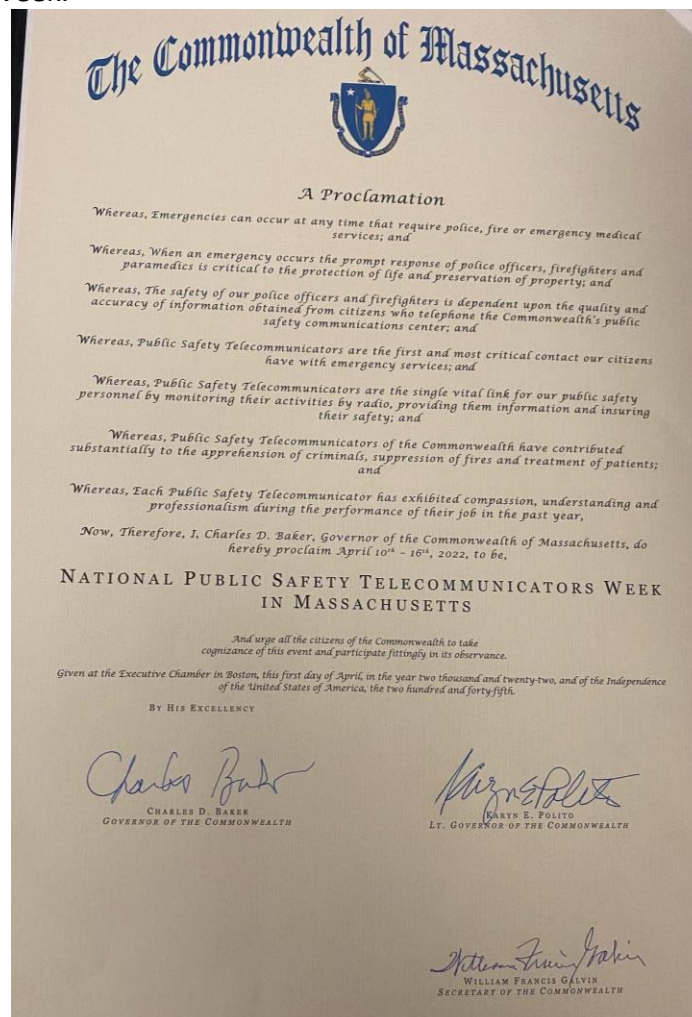 The Commonwealth of Massachusetts
A Proclamation
Whereas, Emergencies can occur at any time that require police, fire or emergency medical
services; and
Whereas, When an emergency occurs the prompt response of police officers, firefighters and
paramedics is critical to the protection of life and preservation of property; and
Whereas, The safety of our police officers and firefighters is dependent upon the quality and
accuracy of information obtained from citizens who telephone the Commonwealth's public
safety communications center; and
Whereas, Public Safety Telecommunicators are the first and most critical contact our citizens
have with emergency services; and
Whereas, Public Safety Telecommunicators are the single vital link for our public safety
personnel by monitoring their activities by radio, providing them information and insuring
their safety; and
Whereas, Public Safety Telecommunicators of the Commonwealth have contributed
substantially to the apprehension of criminals, suppression of fires and treatment of patients;
and
Whereas, Each Public Safety Telecommunicator has exhibited compassion, understanding and
professionalism during the performance of their job in the past year,
Now, Therefore, I, Charles D. Baker, Governor of the Commonwealth of Massachusetts, do
hereby proclaim April 10th - 16th, 2022, to be,
NATIONAL PUBLIC SAFETY TELECOMMUNICATORS WEEK
IN MASSACHUSETTS
And urge all the citizens of the Commonwealth to take
cognizance of this event and participate fittingly in its observance.
Given at the Executive Chamber in Boston, this first day of April, in the year two thousand and twenty-two, and of the Independence
of the United States of America, the two hundred and forty-fifth.
BY HIS EXCELLENCY
Charles Baker
CHARLES D. BAKER
GOVERNOR OF THE COMMONWEALTH
Karyn E Polito
KARYN E. POLITO
LT. GOVERNOR OF THE COMMONWEALTH
William Francis Galvin
WILLIAM FRANCIS GALVIN
SECRETARY OF THE COMMONWEALTH